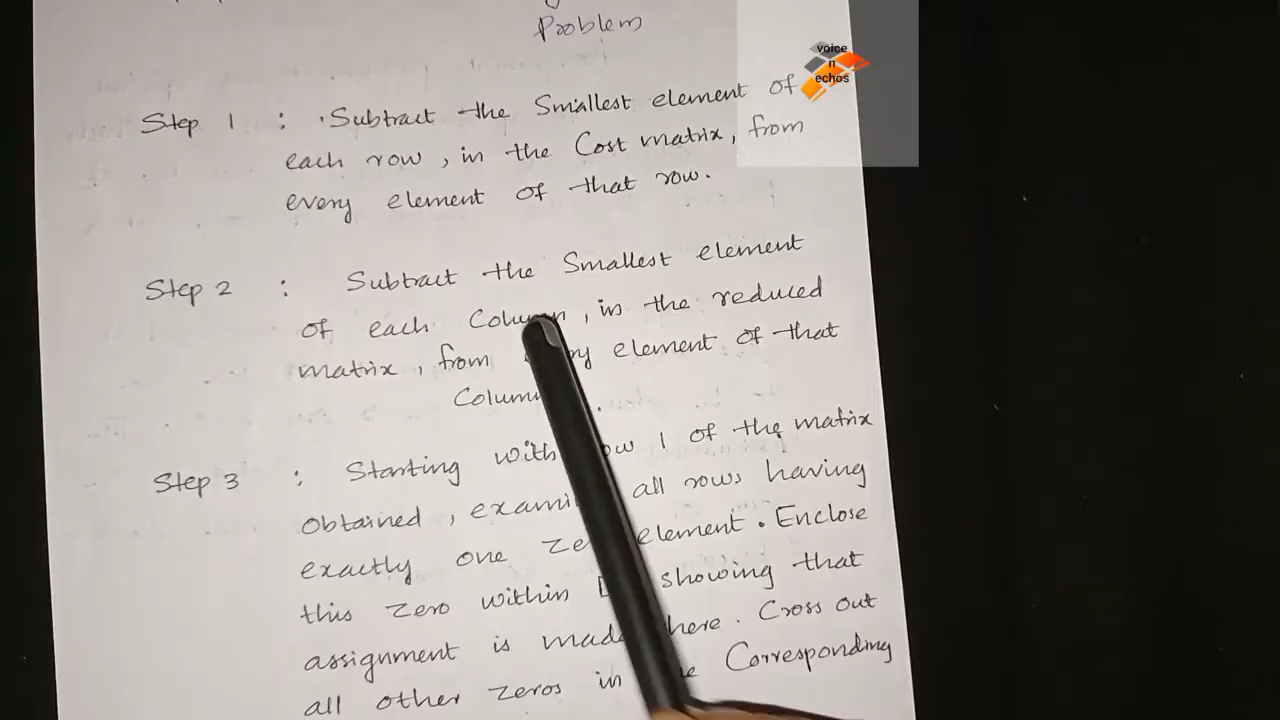 Problem
voice
n
echos
Step 1 : Subtract the Smallest element of
each row, in the Cost matrix, from
every element of that row.
Step 2 : Subtract the Smallest element
of each Column, in the reduced
matrix, from element of that
Step 3 : Starting with 1 of the matrix
obtained, all rows having
exactly one element. Enclose
this zero within showing that
assignment is here. Cross out
all other zeros in Corresponding